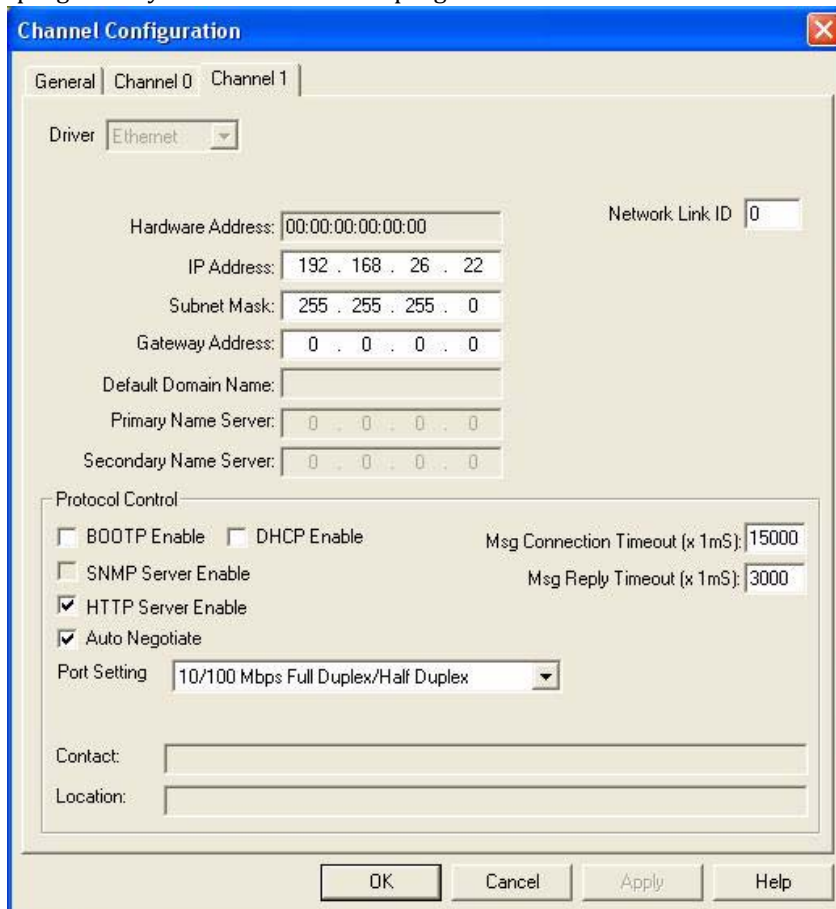 Channel Configuration
General Channel 0 Channel 1
Driver Ethernet
Network Link ID 0
Hardware Address: 00:00:00:00:00:00
IP Address: 192 . 168 . 26 . 22
Subnet Mask: 255 . 255 . 255 . 0
Gateway Address: 0 . 0 . 0 . 0
Default Domain Name:
Primary Name Server: 0 . 0 . 0 . 0
Secondary Name Server: 0 . 0 . 0 . 0
Protocol Control
BOOTP Enable DHCP Enable
Msg Connection Timeout (x 1mS): 15000
SNMP Server Enable
Msg Reply Timeout (x 1mS): 3000
HTTP Server Enable
Auto Negotiate
Port Setting 10/100 Mbps Full Duplex/Half Duplex
Contact:
Location:
OK Cancel Apply Help